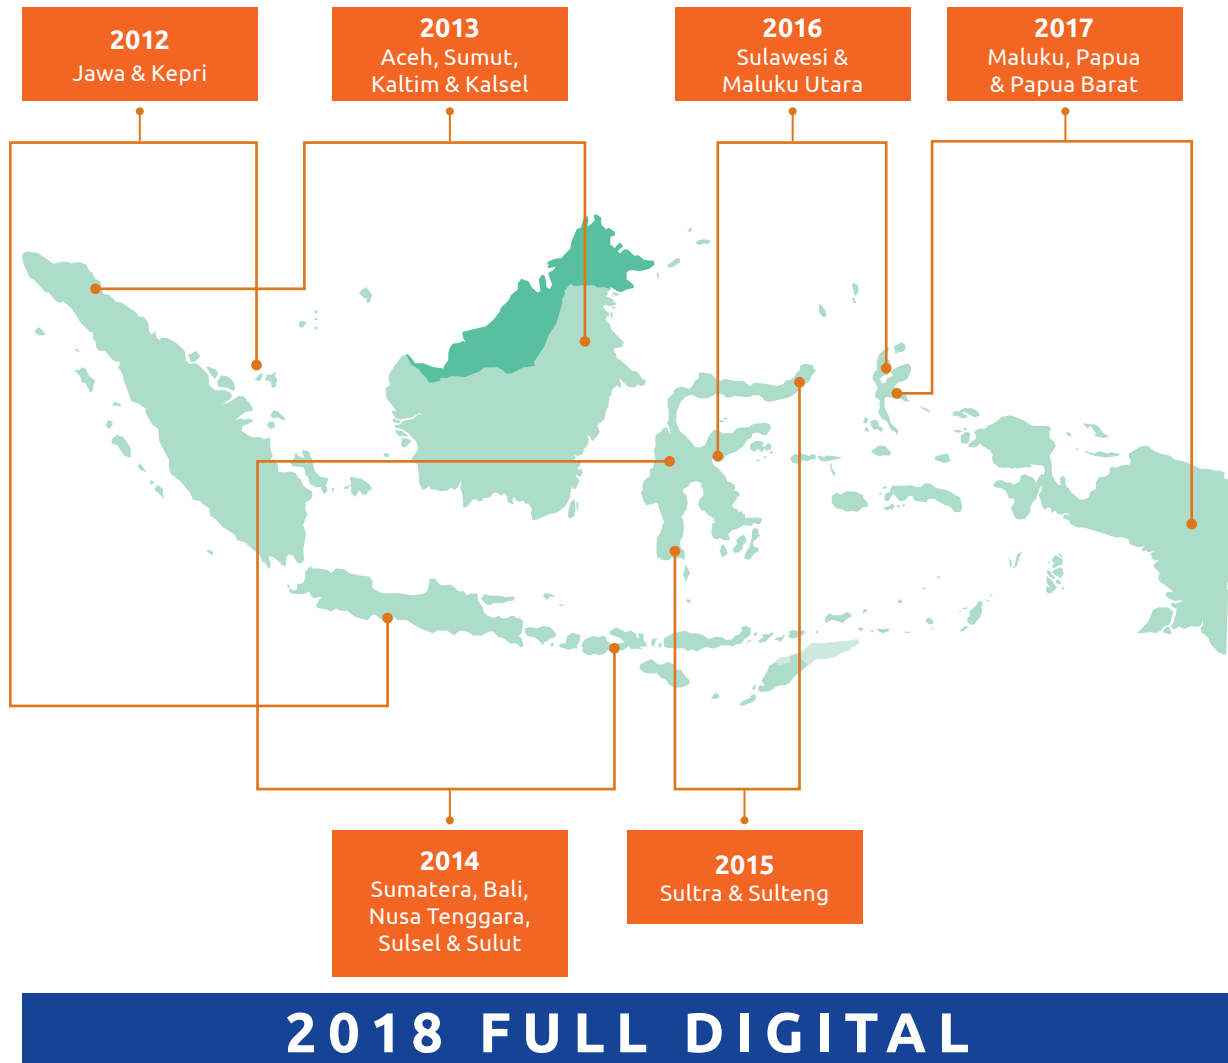 2012
Jawa & Kepri
2013
Aceh, Sumut,
Kaltim & Kalsel
2016
Sulawesi &
Maluku Utara
2017
Maluku, Papua
& Papua Barat
2014
Sumatera, Bali,
Nusa Tenggara,
Sulsel & Sulut
2015
Sultra & Sulteng
2018 FULL DIGITAL